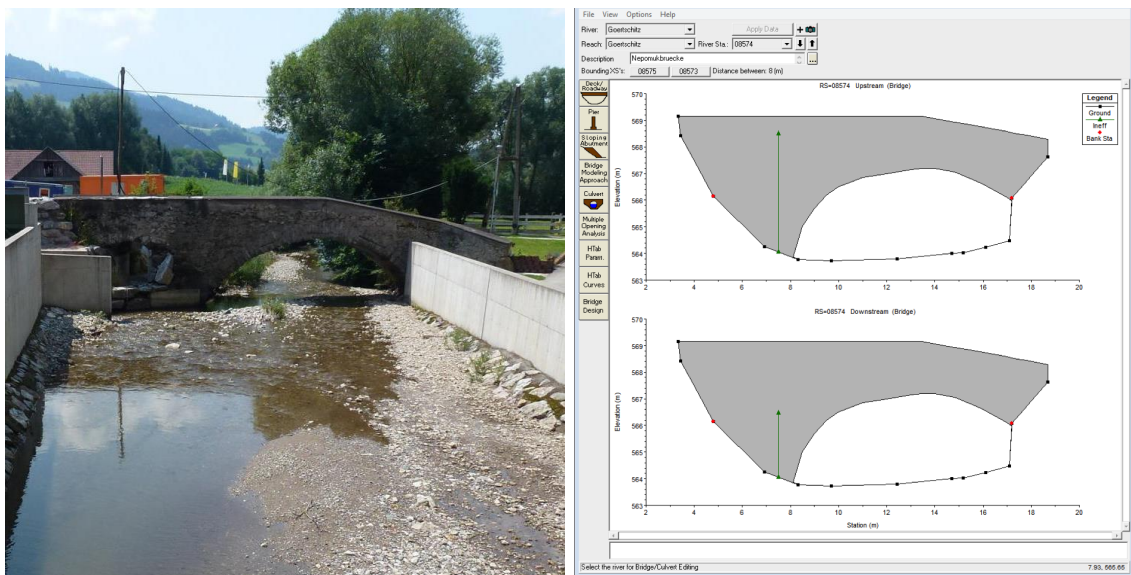 File View Options Help
River: Goertschitz Apply Data
Reach: Goertschitz River Sta.: 08574
Description Nepomukbruecke ...
Bounding XS's: 08575 08573 Distance between: 8 (m)
Deck/
Roadway
Pier
Sloping
Abutment
Bridge
Modeling
Approach
Culvert
Multiple
Opening
Analysis
HTab
Param.
HTab
Curves
Bridge
Design
RS=08574 Upstream (Bridge)
570
569
568
567
566
565
564
563
Elevation (m)
2 4 6 8 10 12 14 16 18 20
Legend
Ground
Ineff
Bank Sta
RS=08574 Downstream (Bridge)
570
569
568
567
566
565
564
563
Elevation (m)
2 4 6 8 10 12 14 16 18 20
Station (m)
Select the river for Bridge/Culvert Editing 7.93, 565.65